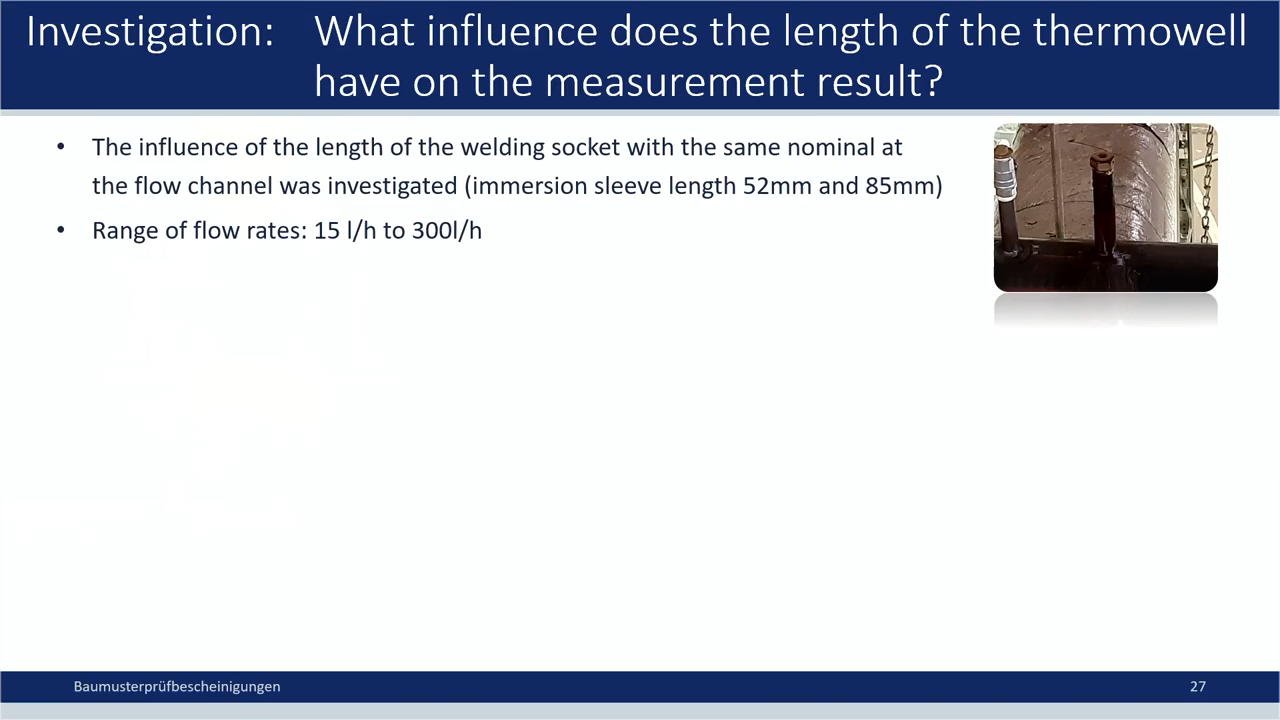 Investigation: What influence does the length of the thermowell
have on the measurement result?
• The influence of the length of the welding socket with the same nominal at
the flow channel was investigated (immersion sleeve length 52mm and 85mm)
• Range of flow rates: 15 l/h to 300l/h
Baumusterprüfbescheinigungen
27